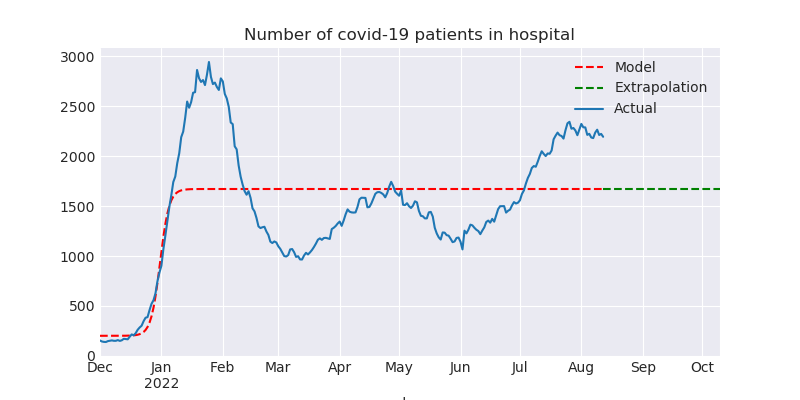 Number of covid-19 patients in hospital
3000
2500
2000
1500
1000
500
0
Model
Extrapolation
Actual
Dec Jan Feb Mar Apr May Jun Jul Aug Sep Oct
2022